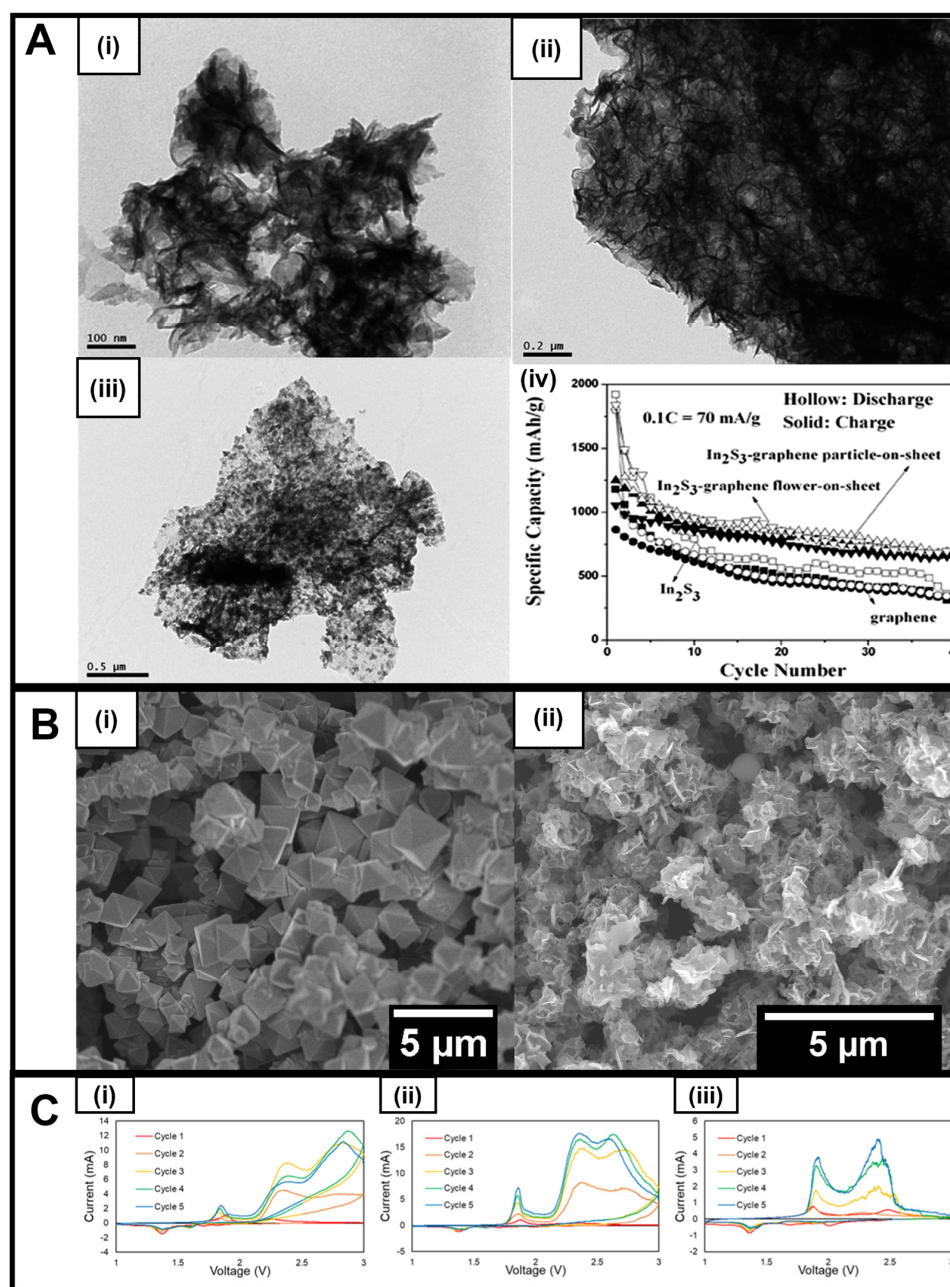 A
(i)
(ii)
100 nm
0.2 µm
(iii)
(iv)
0.5 µm
Specific Capacity (mAh/g)
2000
1500
1000
500
0
0.1C = 70 mA/g
Hollow: Discharge
Solid: Charge
In2S3-graphene particle-on-sheet
In2S3-graphene flower-on-sheet
In2S3
graphene
0 10 20 30
Cycle Number
B
(i)
(ii)
5 µm
5 µm
C
(i)
(ii)
(iii)
Current (mA)
14
12
10
8
6
4
2
0
-2
-4
Cycle 1
Cycle 2
Cycle 3
Cycle 4
Cycle 5
1 1.5 2 2.5 3
Voltage (V)
Current (mA)
20
15
10
5
0
-5
Cycle 1
Cycle 2
Cycle 3
Cycle 4
Cycle 5
1 1.5 2 2.5 3
Voltage (V)
Current (mA)
6
5
4
3
2
1
0
-1
-2
Cycle 1
Cycle 2
Cycle 3
Cycle 4
Cycle 5
1 1.5 2 2.5 3
Voltage (V)